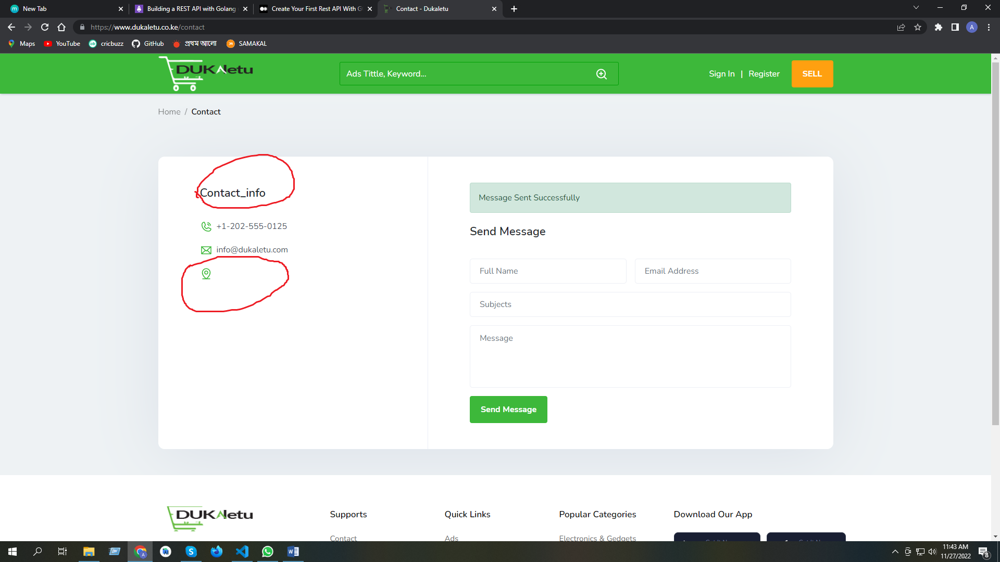 New Tab
Building a REST API with Golang
Create Your First Rest API With G
Contact - Dukaletu
https://www.dukaletu.co.ke/contact
A
Maps
YouTube
cricbuzz
GitHub
প্রথম আলো
SAMAKAL
DUKAletu
Ads Tittle, Keyword...
Sign In | Register
SELL
Home / Contact
Contact_info
+1-202-555-0125
info@dukaletu.com
Message Sent Successfully
Send Message
Full Name
Email Address
Subjects
Message
Send Message
DUKAletu
Supports
Quick Links
Popular Categories
Download Our App
Contact
Ads
Electronics & Gedgets
11:43 AM
11/27/2022
8